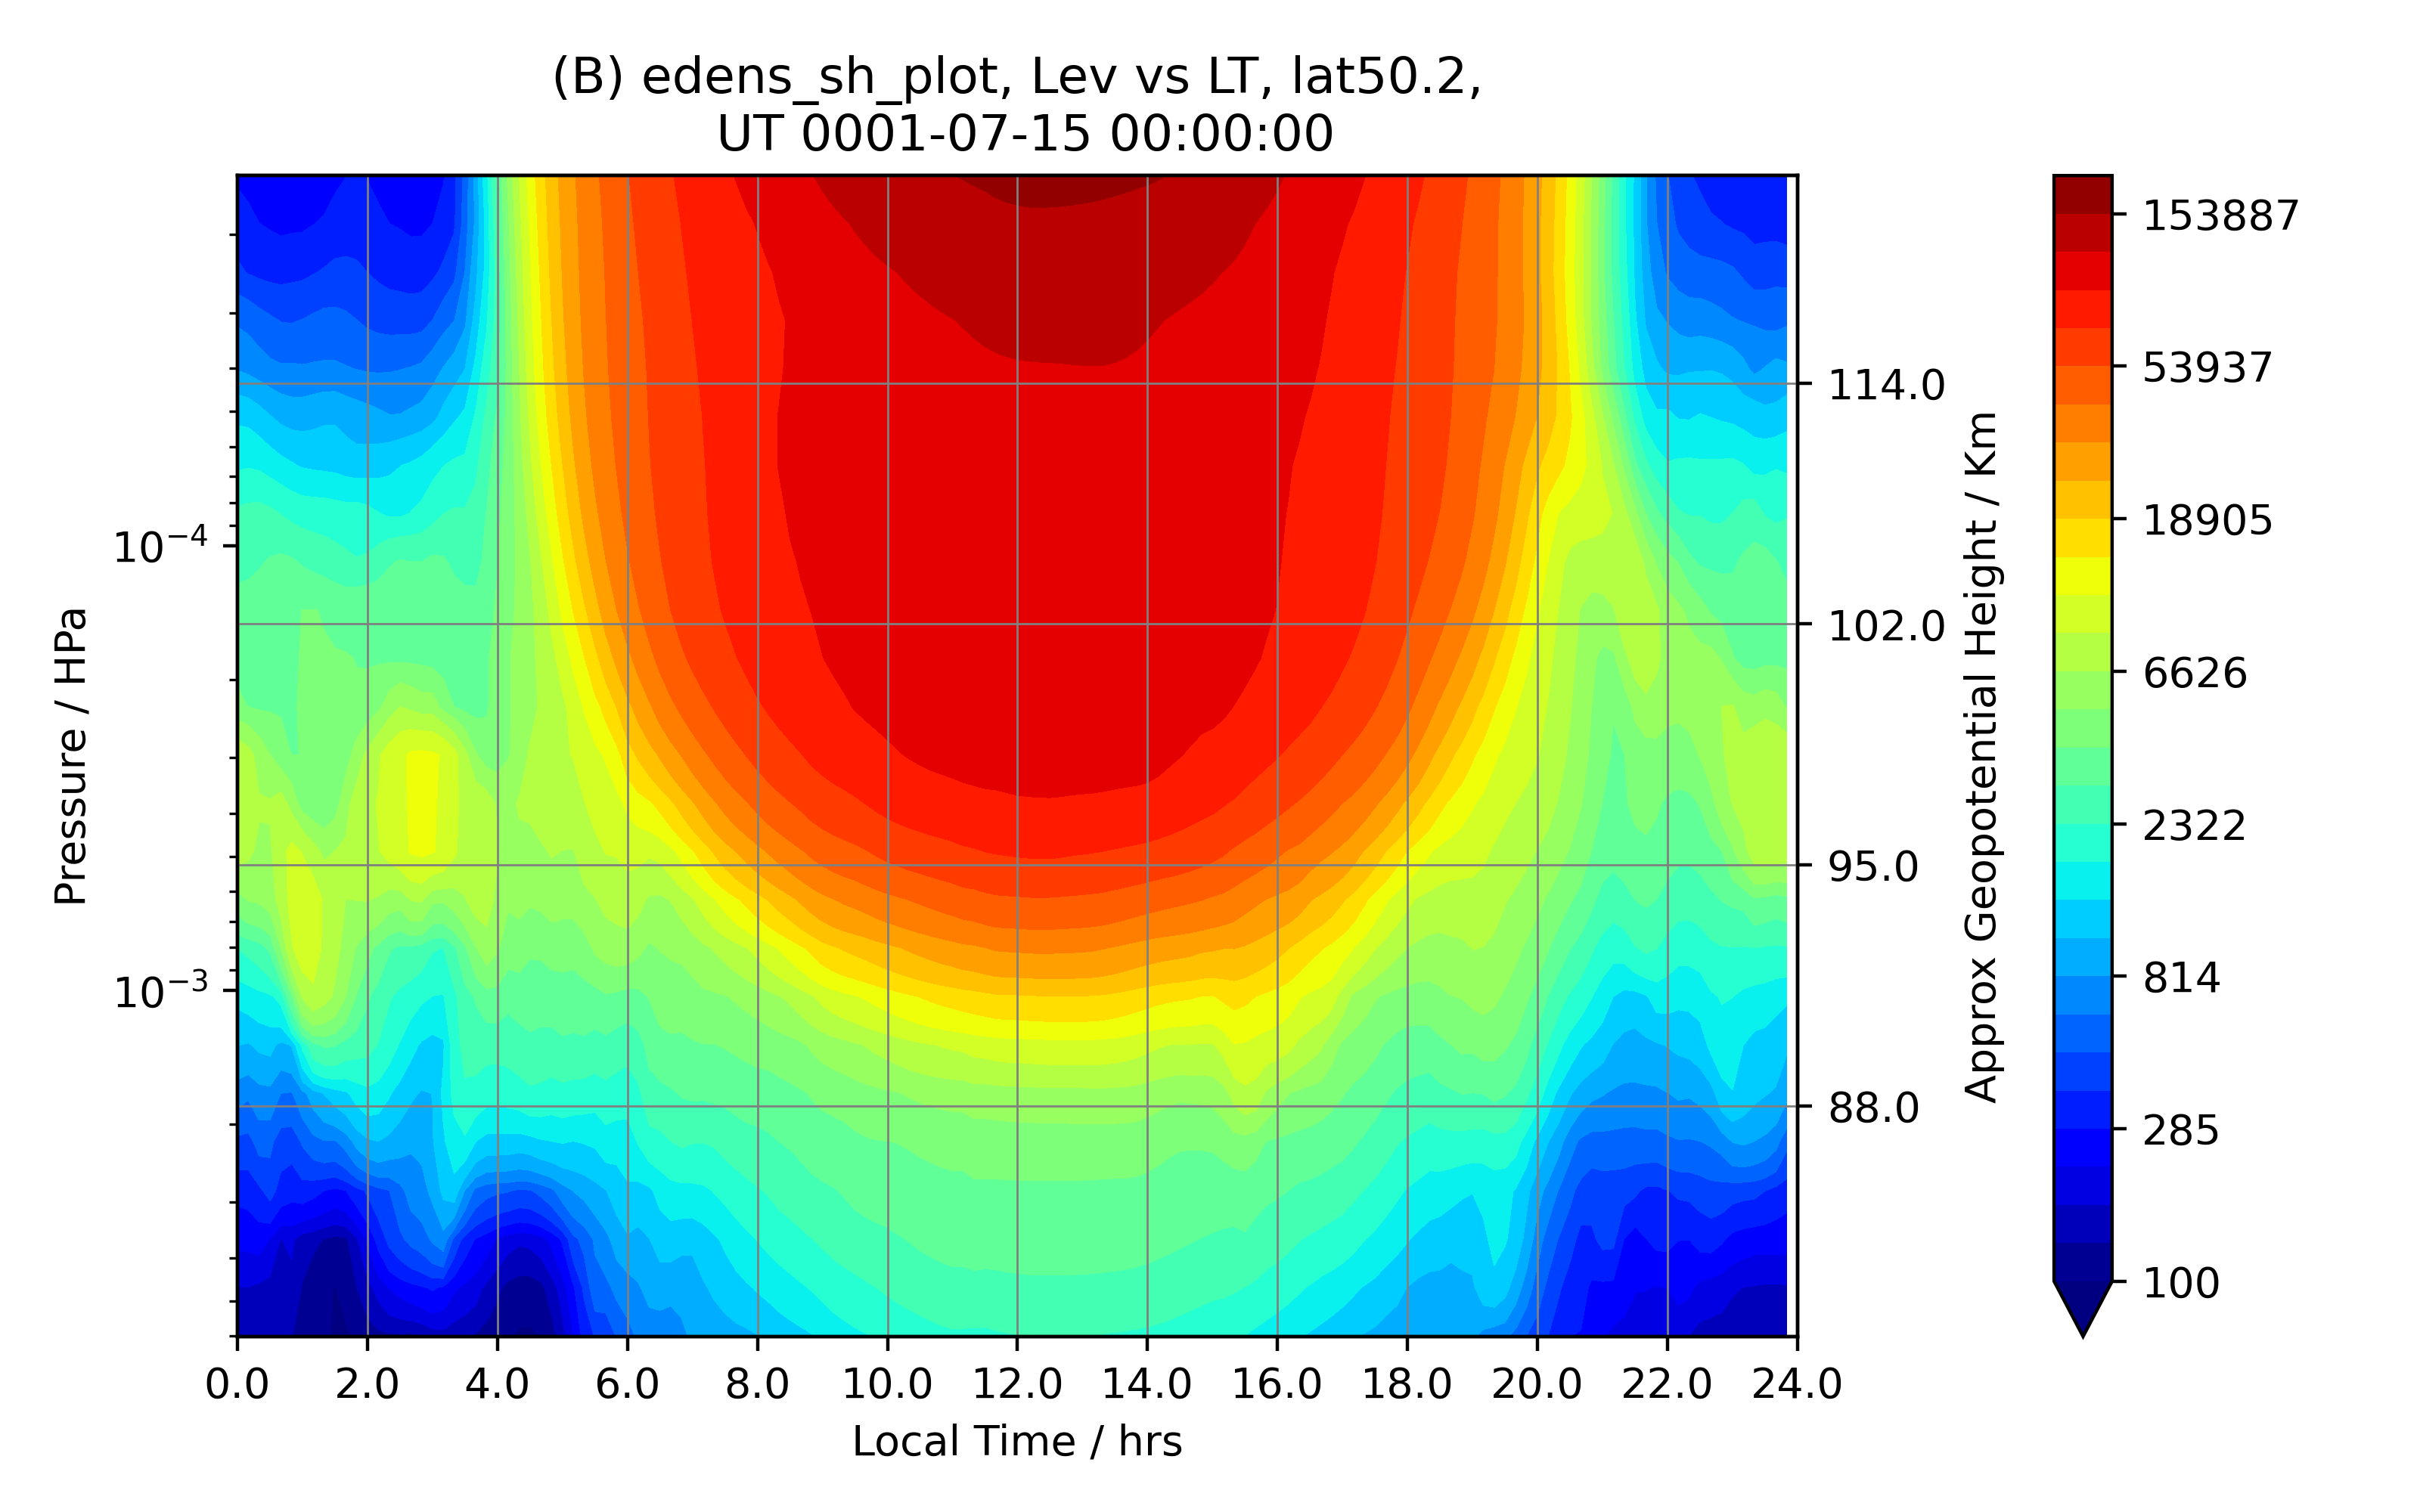 (B) edens_sh_plot, Lev vs LT, lat50.2,
UT 0001-07-15 00:00:00
153887
53937
18905
6626
2322
814
285
100
114.0
102.0
95.0
88.0
Approx Geopotential Height / Km
Pressure / HPa
10⁻⁴
10⁻³
0.0 2.0 4.0 6.0 8.0 10.0 12.0 14.0 16.0 18.0 20.0 22.0 24.0
Local Time / hrs